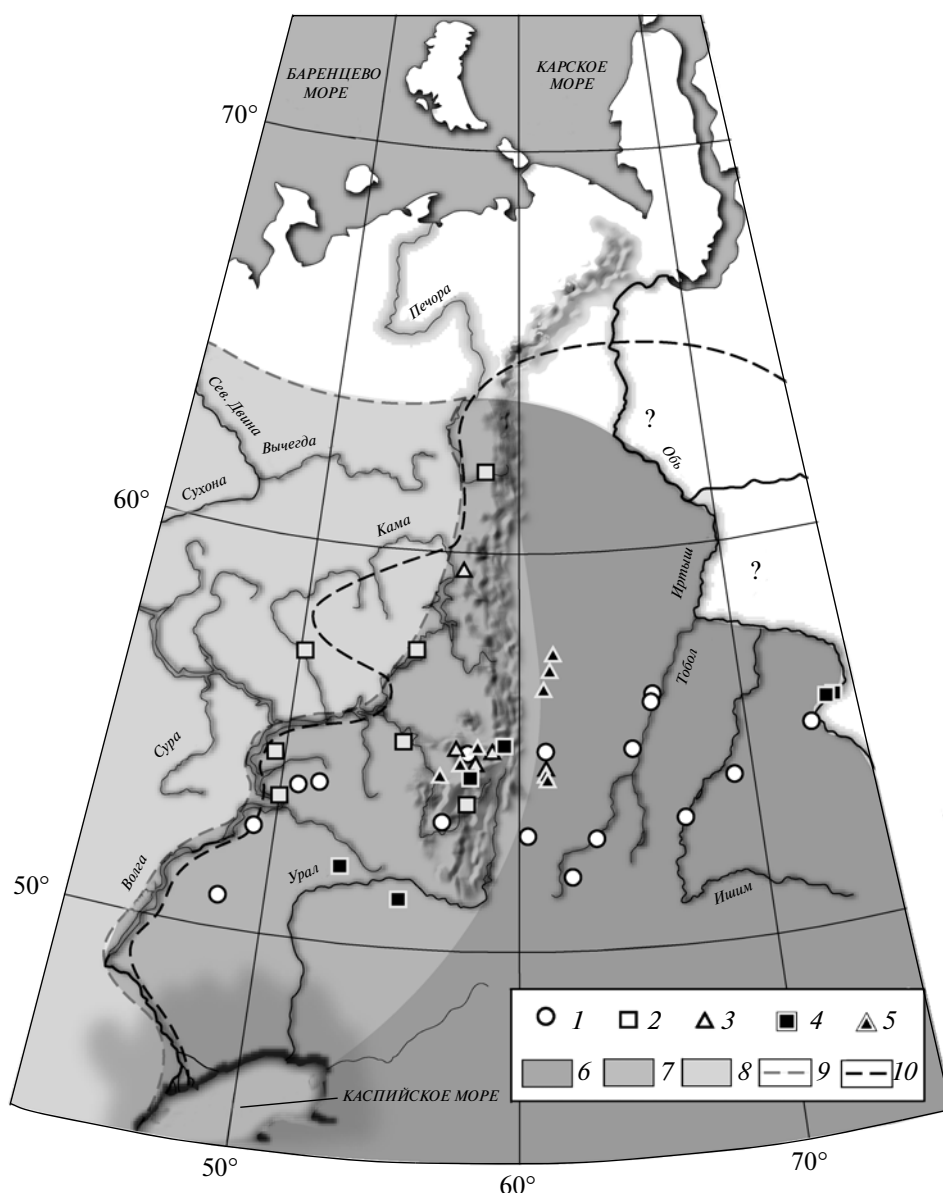 БАРЕНЦЕВО
МОРЕ
КАРСКОЕ
МОРЕ
70°
Печора
Сев. Двина
Вычегда
?
Обь
60°
Сухона
Кама
Иртыш
?
Тобол
Сура
50°
Волга
Урал
Ишим
1 2 3 4 5
6 7 8 9 10
КАСПИЙСКОЕ МОРЕ
50°
60°
70°